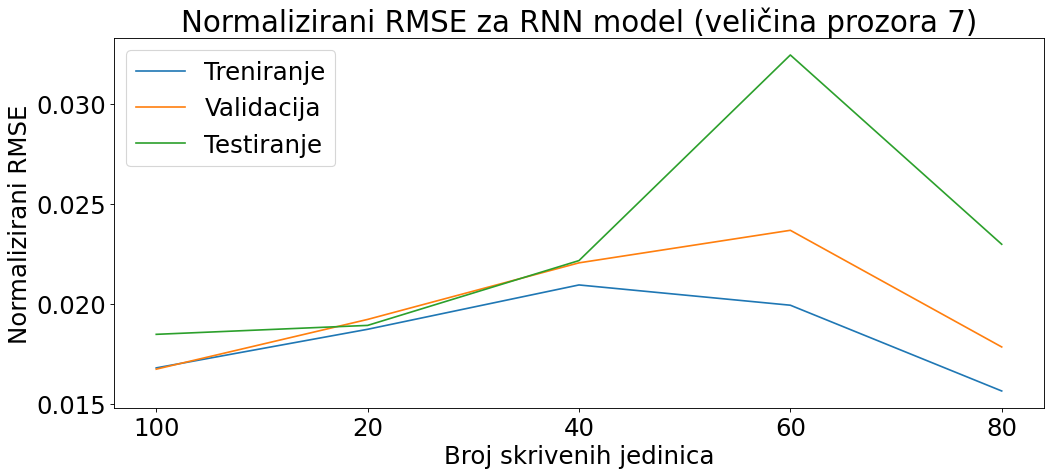 Normalizirani RMSE za RNN model (veličina prozora 7)
Treniranje
Validacija
Testiranje
Normalizirani RMSE
0.030
0.025
0.020
0.015
100 20 40 60 80
Broj skrivenih jedinica